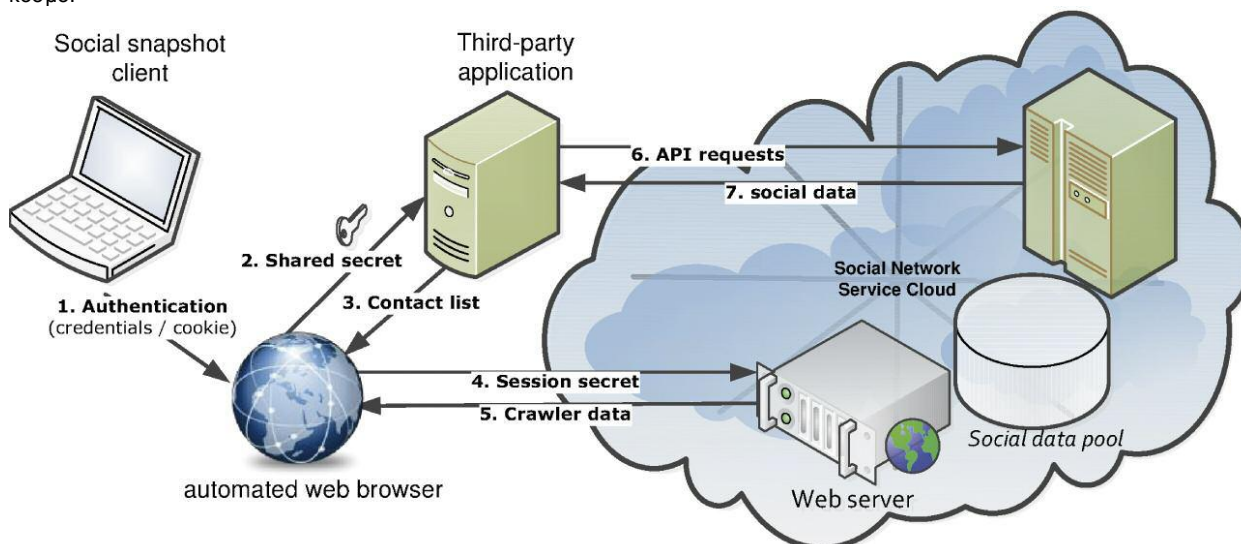 Social snapshot
client
Third-party
application
6. API requests
7. social data
2. Shared secret
Social Network
Service Cloud
1. Authentication
(credentials / cookie)
3. Contact list
4. Session secret
5. Crawler data
Social data pool
automated web browser
Web server